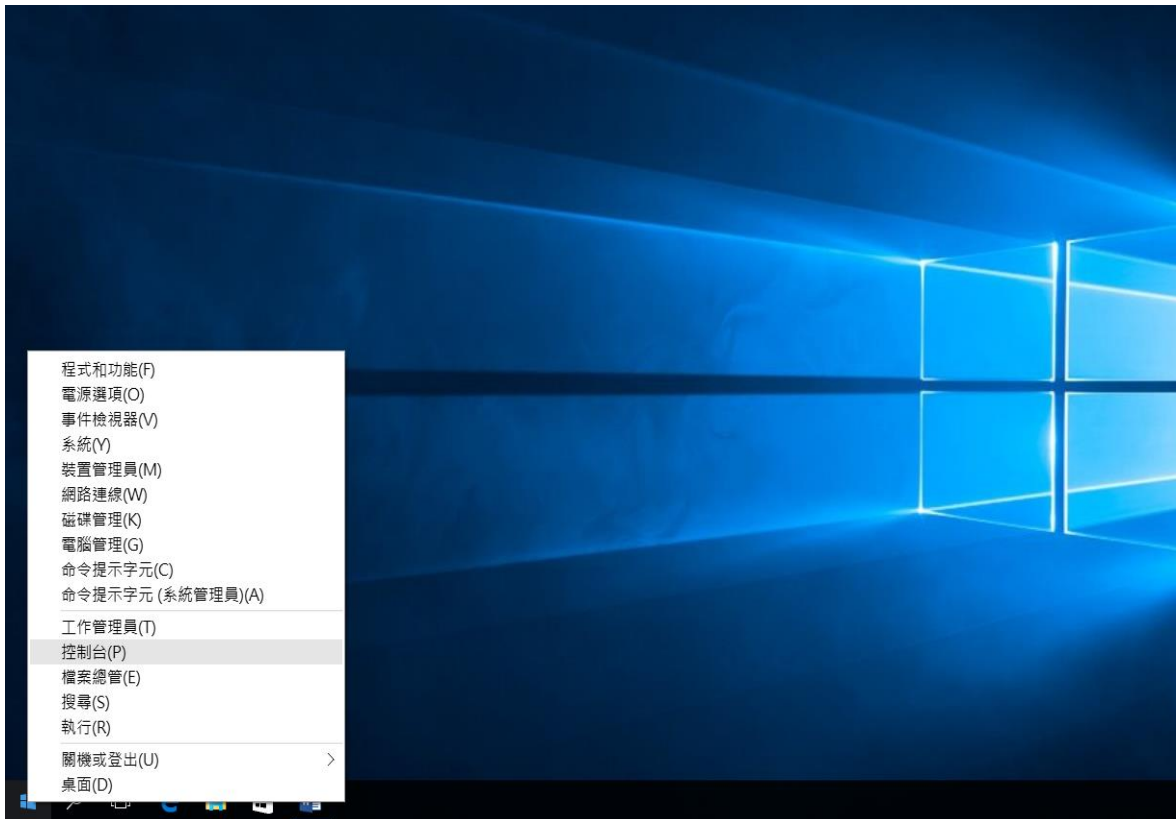 程式和功能(F)
電源選項(O)
事件檢視器(V)
系統(Y)
裝置管理員(M)
網路連線(W)
磁碟管理(K)
電腦管理(G)
命令提示字元(C)
命令提示字元 (系統管理員)(A)
工作管理員(T)
控制台(P)
檔案總管(E)
搜尋(S)
執行(R)
關機或登出(U)
桌面(D)